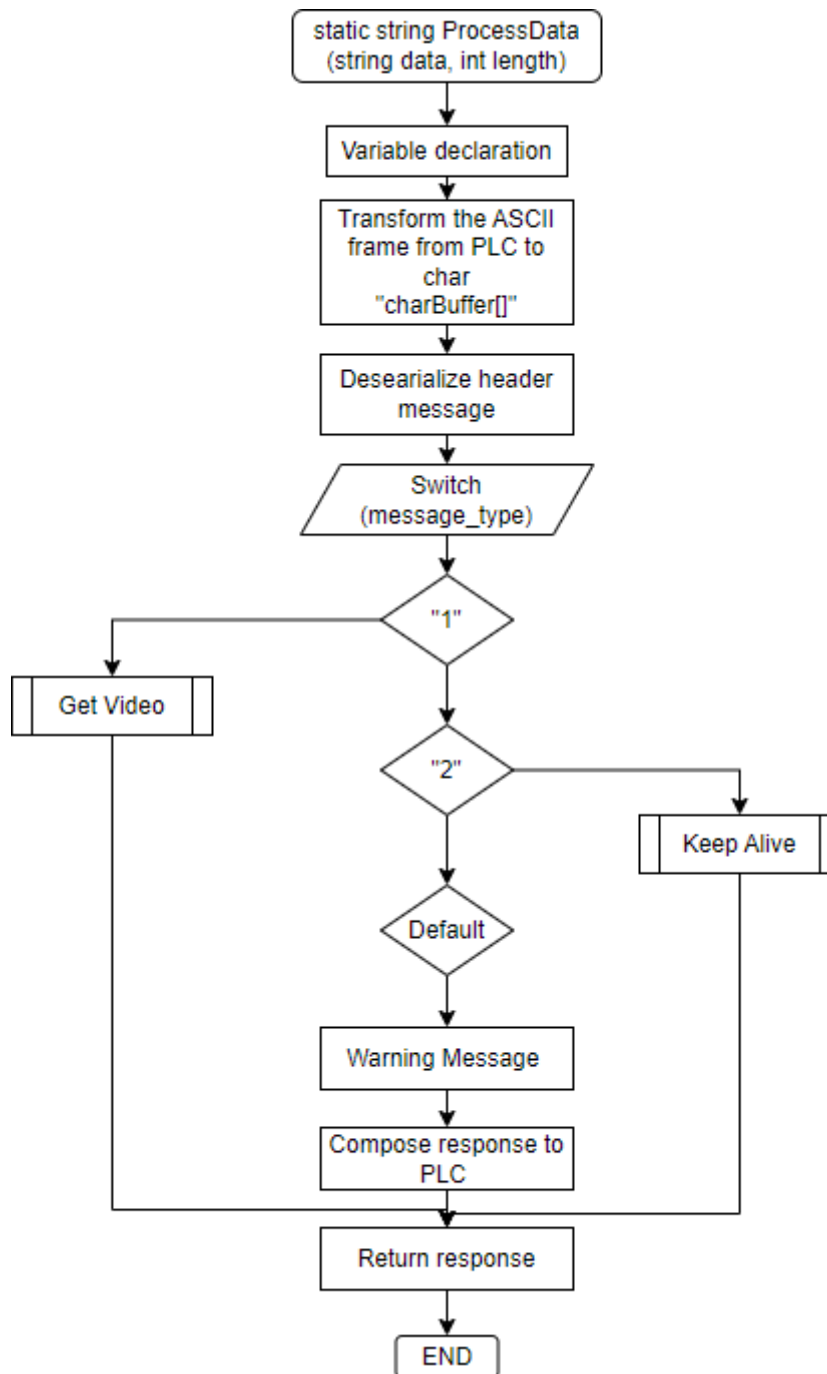 static string ProcessData
(string data, int length)
Variable declaration
Transform the ASCII
frame from PLC to
char
"charBuffer[]"
Desearialize header
message
Switch
(message_type)
"1"
Get Video
"2"
Keep Alive
Default
Warning Message
Compose response to
PLC
Return response
END